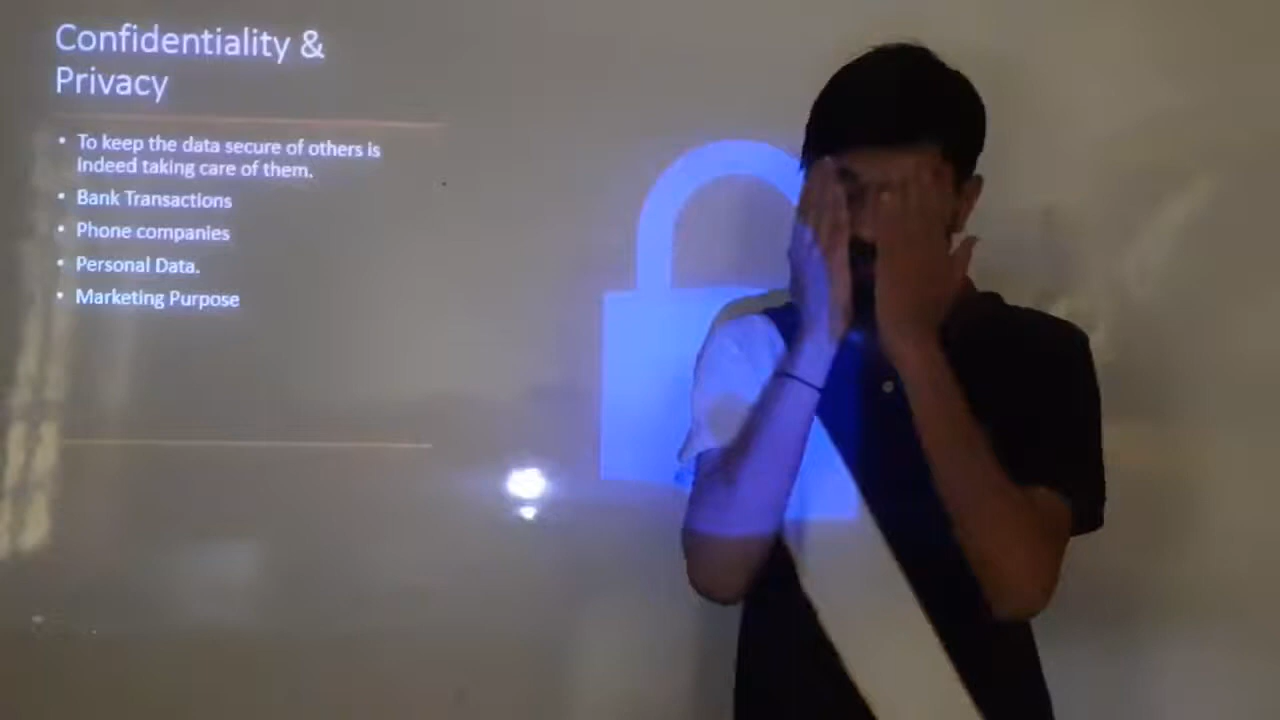 Confidentiality &
Privacy
• To keep the data secure of others is
Indeed taking care of them.
• Bank Transactions
• Phone companies
• Personal Data.
• Marketing Purpose